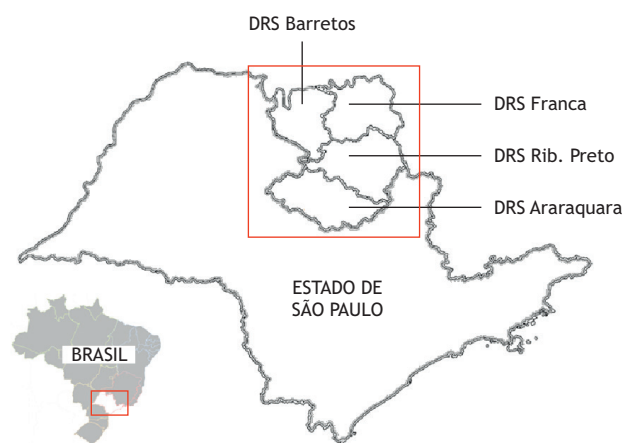 DRS Barretos
DRS Franca
DRS Rib. Preto
DRS Araraquara
ESTADO DE
SÃO PAULO
BRASIL